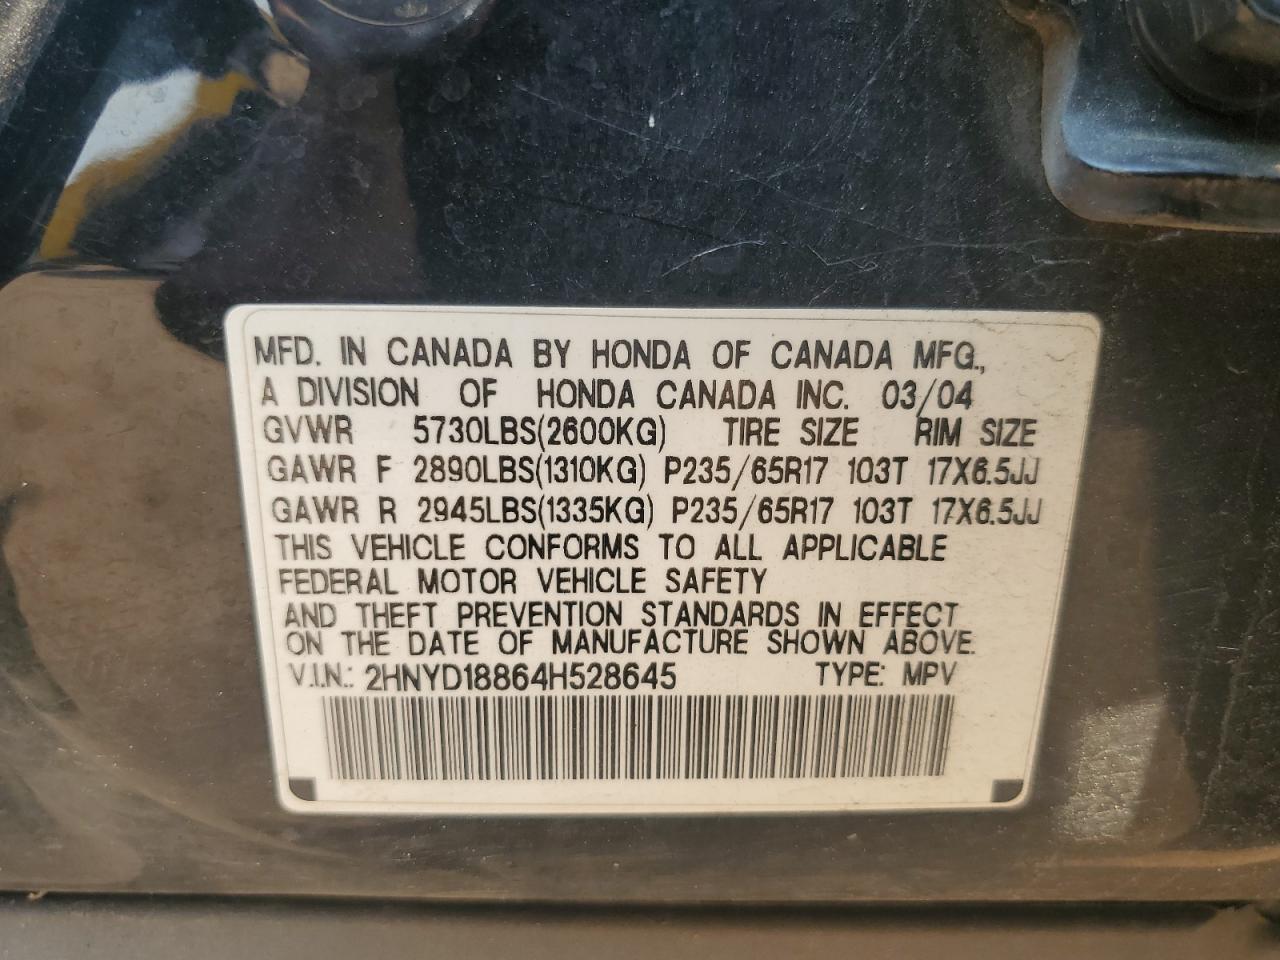 MFD. IN CANADA BY HONDA OF CANADA MFG.,
A DIVISION OF HONDA CANADA INC. 03/04
GVWR 5730LBS(2600KG) TIRE SIZE RIM SIZE
GAWR F 2890LBS(1310KG) P235/65R17 103T 17X6.5JJ
GAWR R 2945LBS(1335KG) P235/65R17 103T 17X6.5JJ
THIS VEHICLE CONFORMS TO ALL APPLICABLE
FEDERAL MOTOR VEHICLE SAFETY
AND THEFT PREVENTION STANDARDS IN EFFECT
ON THE DATE OF MANUFACTURE SHOWN ABOVE.
V.I.N.: 2HNYD18864H528645 TYPE: MPV